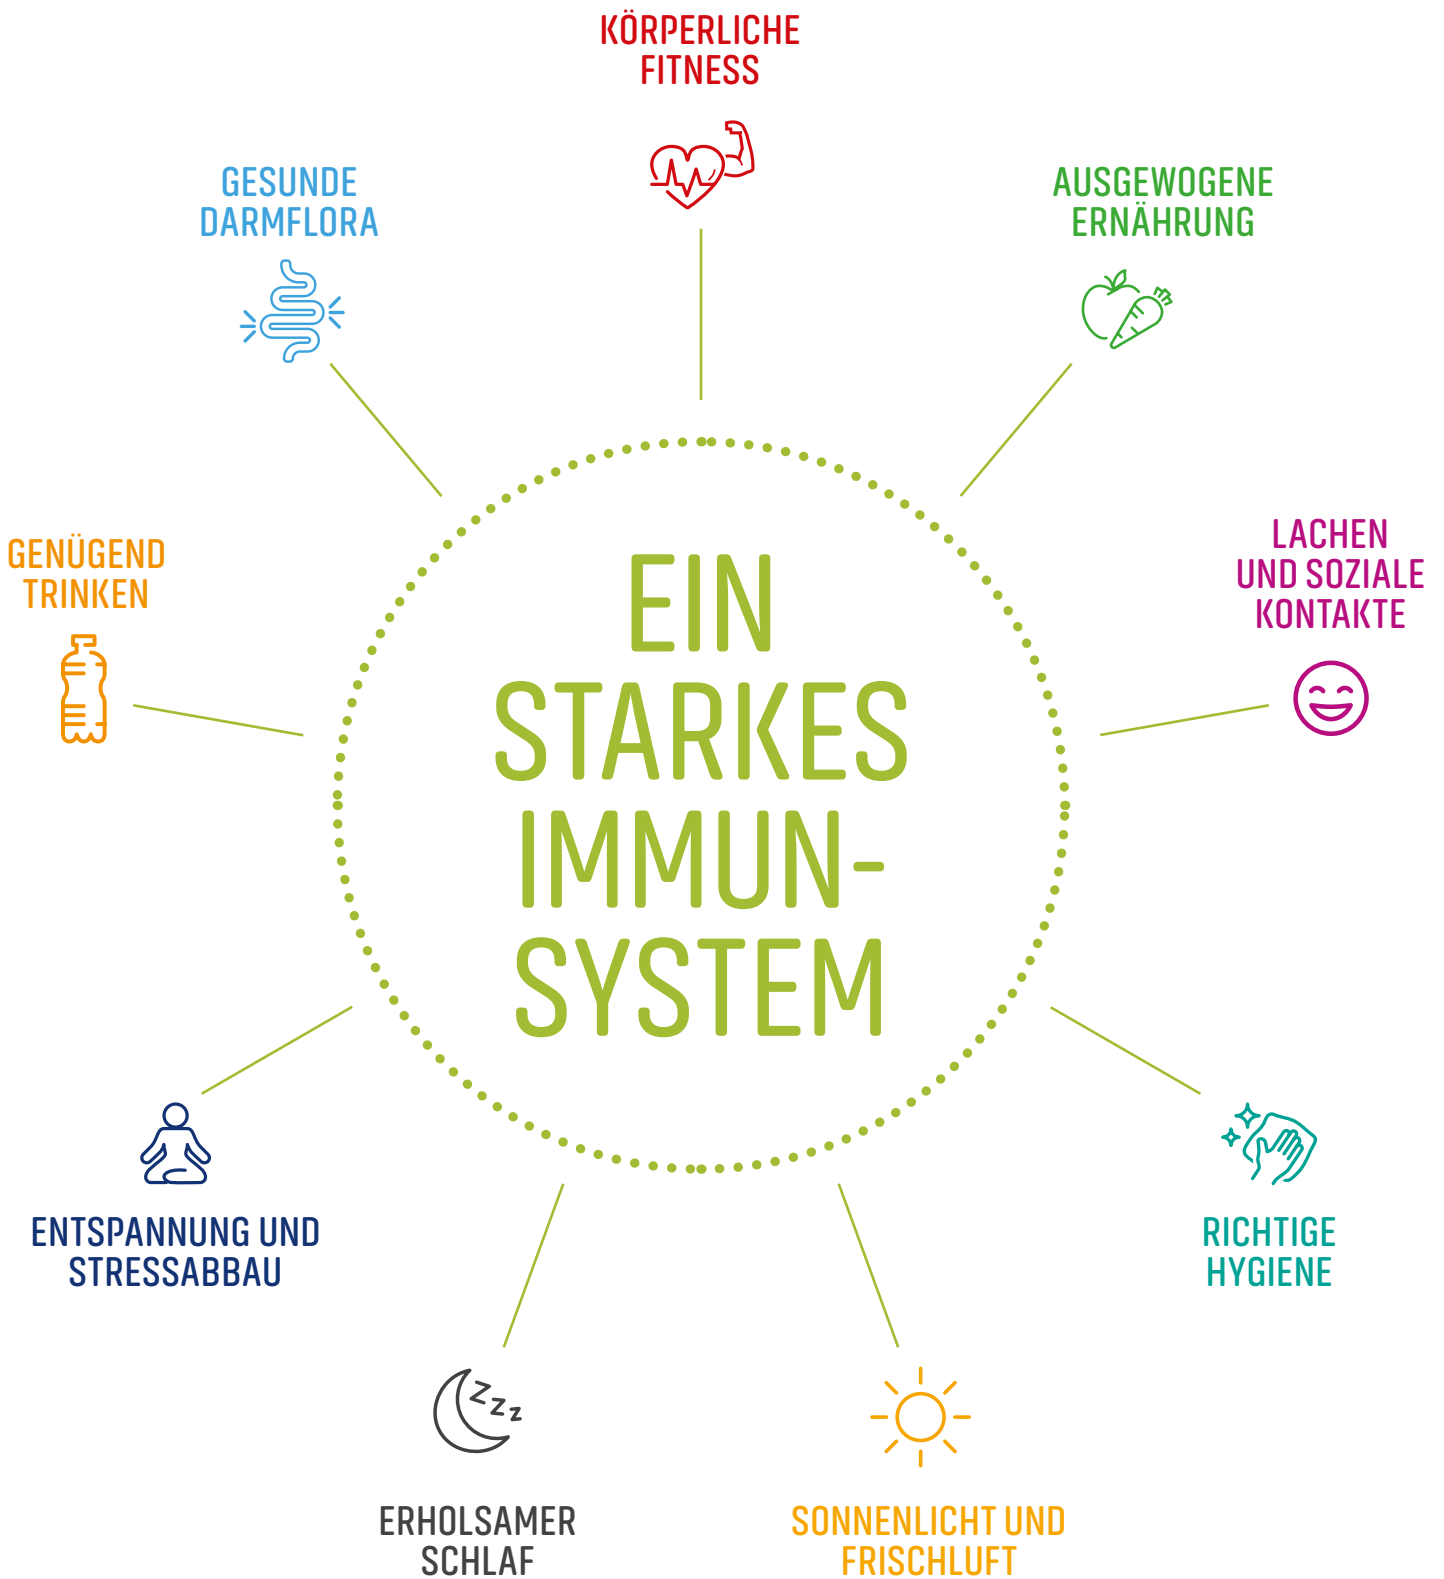 KÖRPERLICHE
FITNESS
GESUNDE
DARMFLORA
AUSGEWOGENE
ERNÄHRUNG
GENÜGEND
TRINKEN
LACHEN
UND SOZIALE
KONTAKTE
EIN
STARKES
IMMUN-
SYSTEM
ENTSPANNUNG UND
STRESSABBAU
RICHTIGE
HYGIENE
ZZZ
ERHOLSAMER
SCHLAF
SONNENLICHT UND
FRISCHLUFT